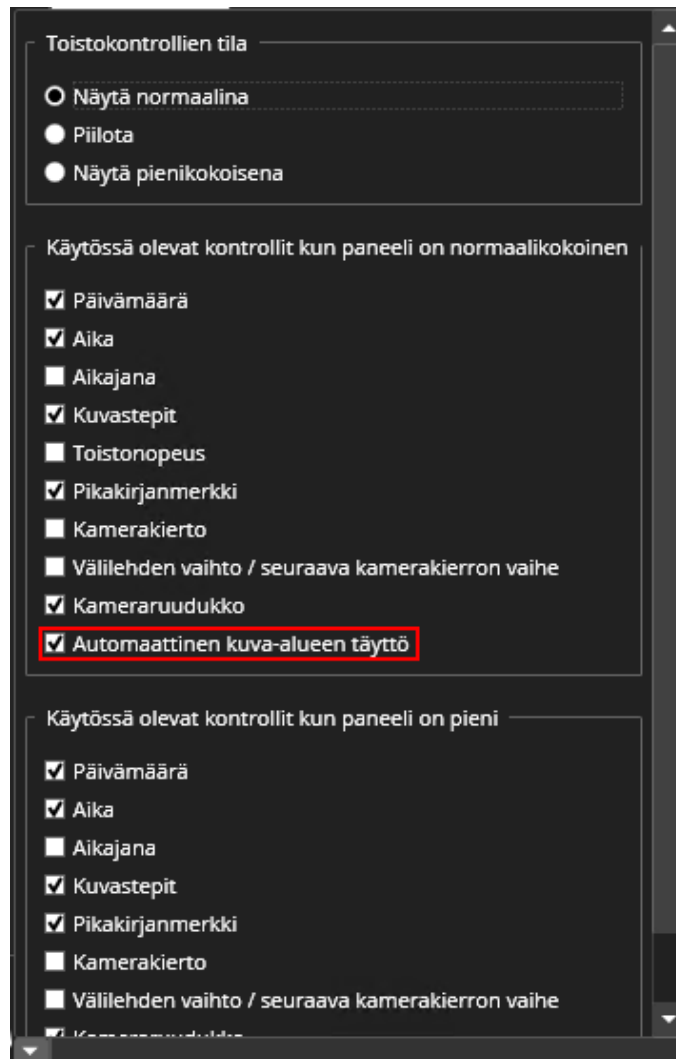 Toistokontrollien tila
Näytä normaalina
Piilota
Näytä pienikokoisena
Käytössä olevat kontrollit kun paneeli on normaalikokoinen
Päivämäärä
Aika
Aikajana
Kuvastepit
Toistonopeus
Pikakirjanmerkki
Kamerakierto
Välilehden vaihto / seuraava kamerakierron vaihe
Kameraruudukko
Automaattinen kuva-alueen täyttö
Käytössä olevat kontrollit kun paneeli on pieni
Päivämäärä
Aika
Aikajana
Kuvastepit
Pikakirjanmerkki
Kamerakierto
Välilehden vaihto / seuraava kamerakierron vaihe